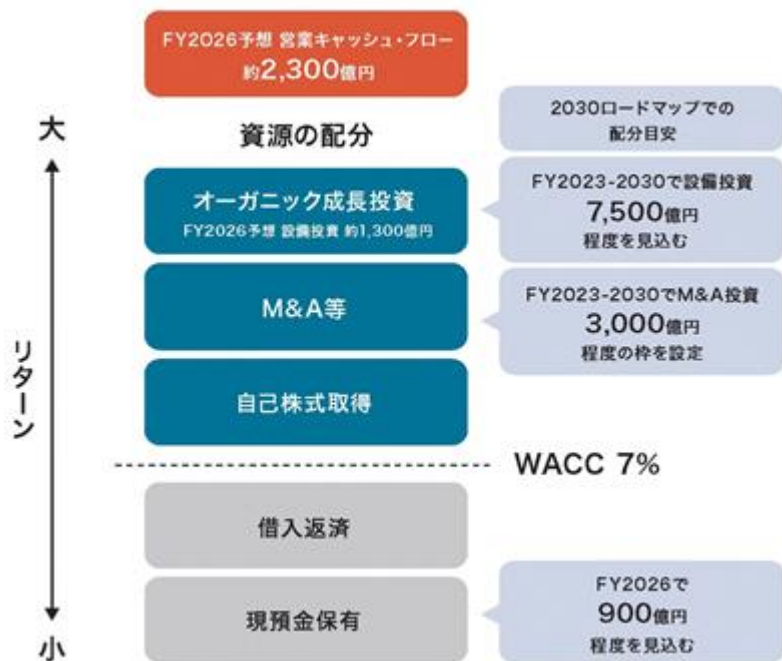 FY2026予想 営業キャッシュ・フロー
約2,300億円
大
資源の配分
2030ロードマップでの
配分目安
オーガニック成長投資
FY2026予想 設備投資 約1,300億円
FY2023-2030で設備投資
7,500億円
程度を見込む
M&A等
FY2023-2030でM&A投資
3,000億円
程度の枠を設定
リターン
自己株式取得
WACC 7%
借入返済
現預金保有
FY2026で
900億円
程度を見込む
小